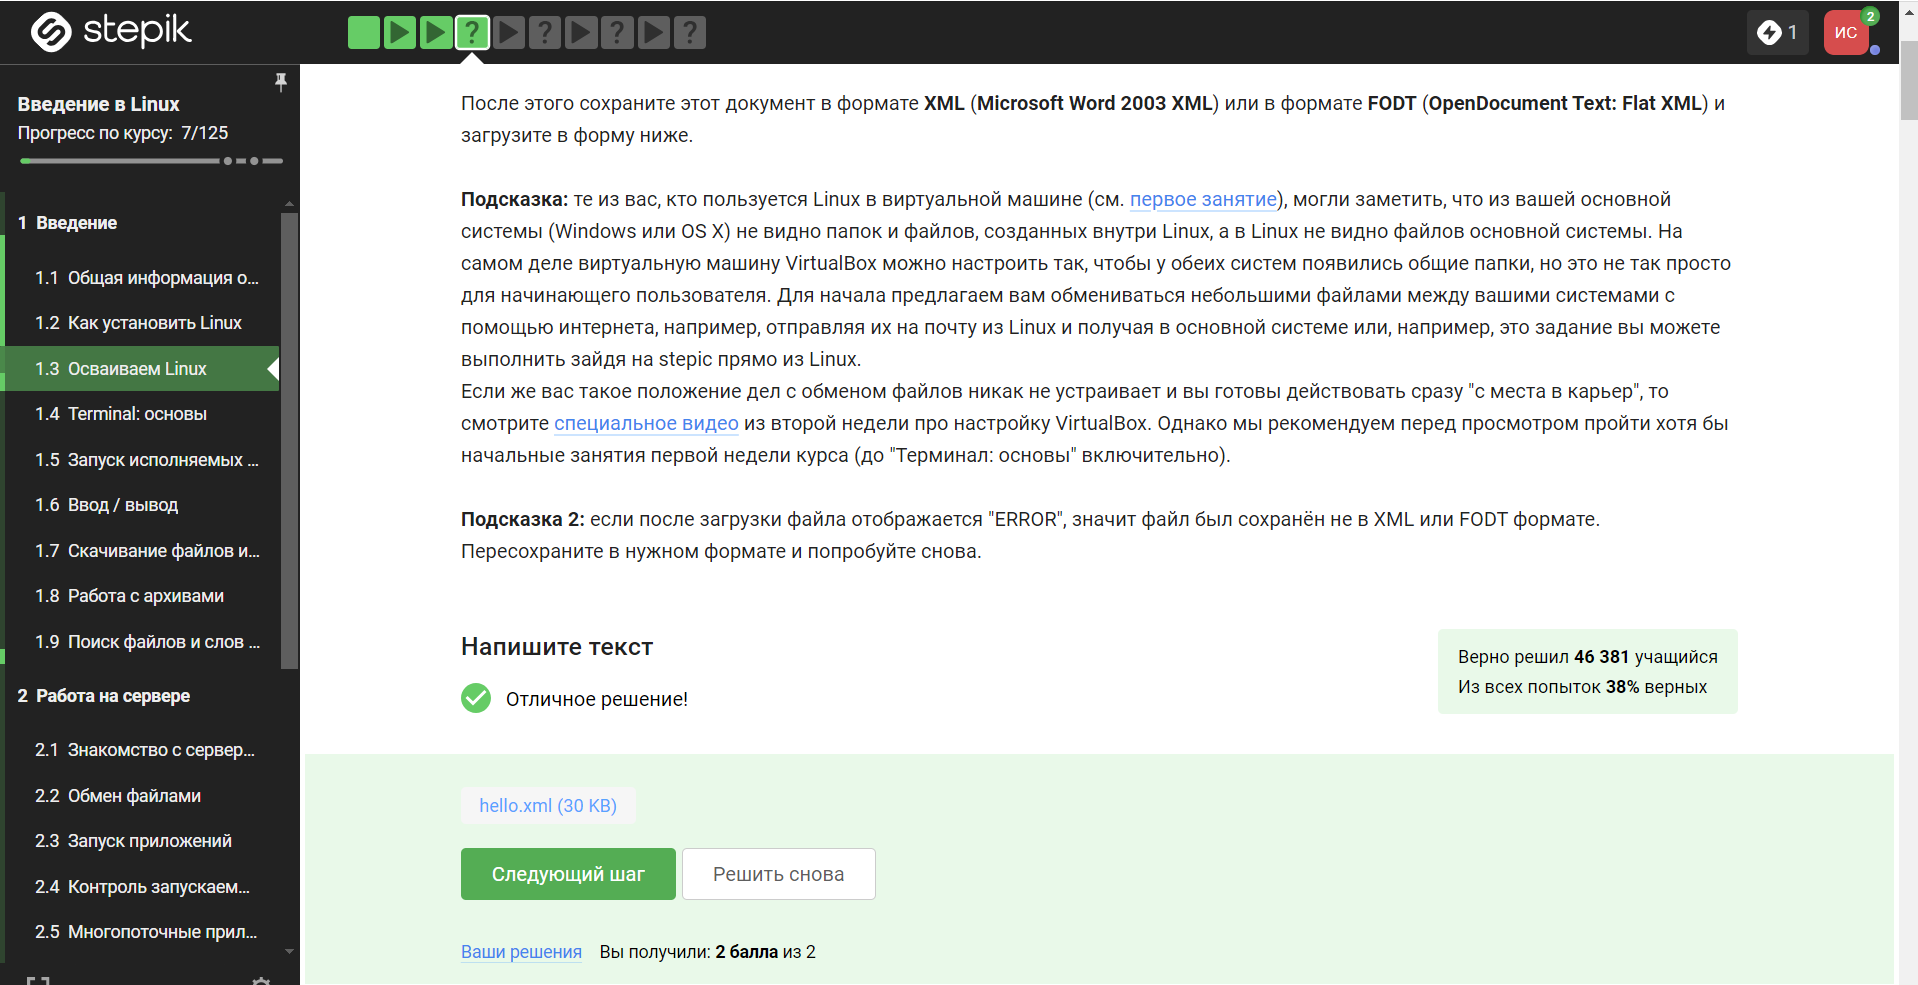 stepik
1
ИС
2
Введение в Linux
Прогресс по курсу: 7/125
1 Введение
1.1 Общая информация о...
1.2 Как установить Linux
1.3 Осваиваем Linux
1.4 Terminal: основы
1.5 Запуск исполняемых ...
1.6 Ввод / вывод
1.7 Скачивание файлов и...
1.8 Работа с архивами
1.9 Поиск файлов и слов ...
2 Работа на сервере
2.1 Знакомство с сервер...
2.2 Обмен файлами
2.3 Запуск приложений
2.4 Контроль запускаем...
2.5 Многопоточные прил...
После этого сохраните этот документ в формате XML (Microsoft Word 2003 XML) или в формате FODT (OpenDocument Text: Flat XML) и
загрузите в форму ниже.
Подсказка: те из вас, кто пользуется Linux в виртуальной машине (см. первое занятие), могли заметить, что из вашей основной
системы (Windows или OS X) не видно папок и файлов, созданных внутри Linux, а в Linux не видно файлов основной системы. На
самом деле виртуальную машину VirtualBox можно настроить так, чтобы у обеих систем появились общие папки, но это не так просто
для начинающего пользователя. Для начала предлагаем вам обмениваться небольшими файлами между вашими системами с
помощью интернета, например, отправляя их на почту из Linux и получая в основной системе или, например, это задание вы можете
выполнить зайдя на stepic прямо из Linux.
Если же вас такое положение дел с обменом файлов никак не устраивает и вы готовы действовать сразу "с места в карьер", то
смотрите специальное видео из второй недели про настройку VirtualBox. Однако мы рекомендуем перед просмотром пройти хотя бы
начальные занятия первой недели курса (до "Терминал: основы" включительно).
Подсказка 2: если после загрузки файла отображается "ERROR", значит файл был сохранён не в XML или FODT формате.
Пересохраните в нужном формате и попробуйте снова.
Напишите текст
Отличное решение!
Верно решил 46 381 учащийся
Из всех попыток 38% верных
hello.xml (30 KB)
Следующий шаг
Решить снова
Ваши решения Вы получили: 2 балла из 2